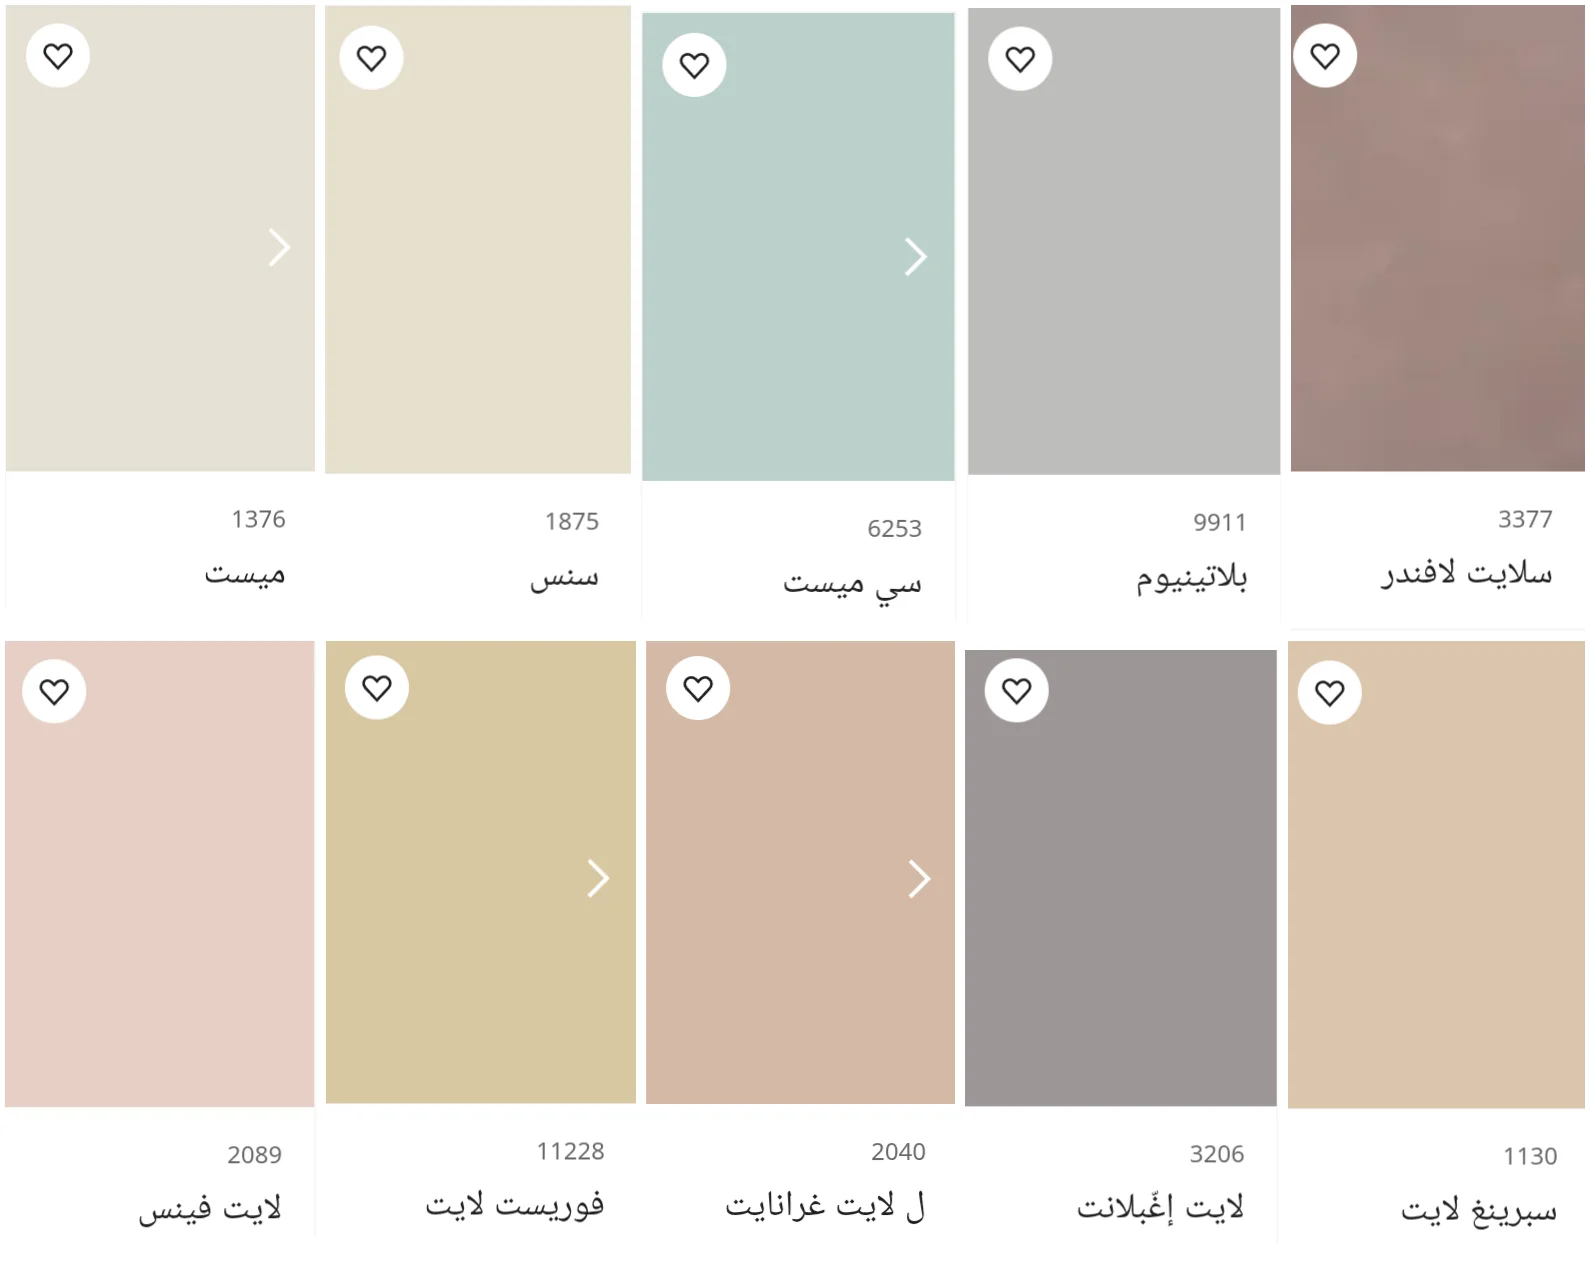 1376
ميست
1875
سنس
6253
سي ميست
9911
بلاتينيوم
3377
سلايت لافندر
2089
لايت فينس
11228
فوريست لايت
2040
ل لايت غرانايت
3206
لايت إغّبلانت
1130
سبرينغ لايت